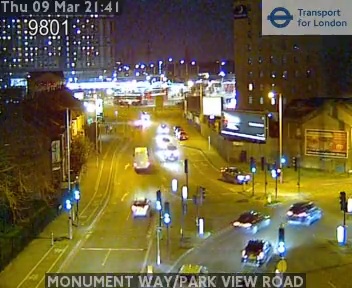 Thu 09 Mar 21:41
9801
Transport
for London
MONUMENT WAY/PARK VIEW ROAD